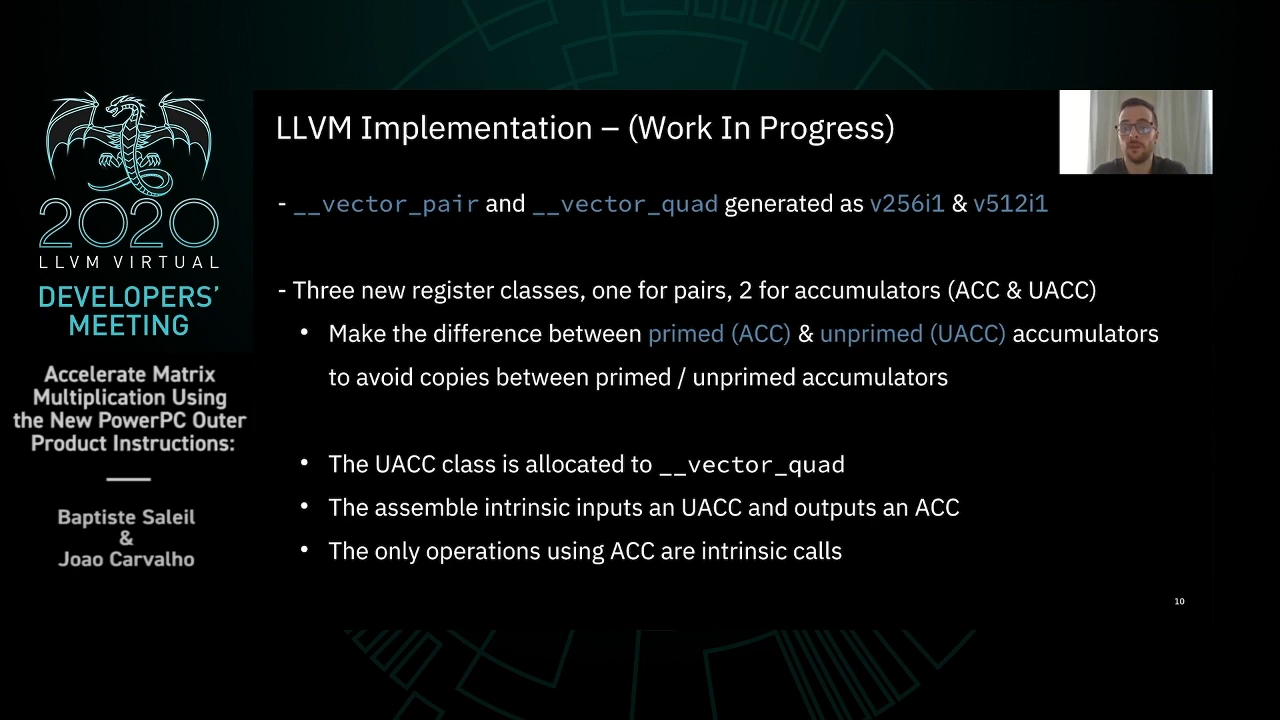 2020
LLVM VIRTUAL
DEVELOPERS'
MEETING
Accelerate Matrix
Multiplication Using
the New PowerPC Outer
Product Instructions:
Baptiste Saleil
&
Joao Carvalho
LLVM Implementation – (Work In Progress)
- __vector_pair and __vector_quad generated as v256i1 & v512i1
- Three new register classes, one for pairs, 2 for accumulators (ACC & UACC)
• Make the difference between primed (ACC) & unprimed (UACC) accumulators
to avoid copies between primed / unprimed accumulators
• The UACC class is allocated to __vector_quad
• The assemble intrinsic inputs an UACC and outputs an ACC
• The only operations using ACC are intrinsic calls
10